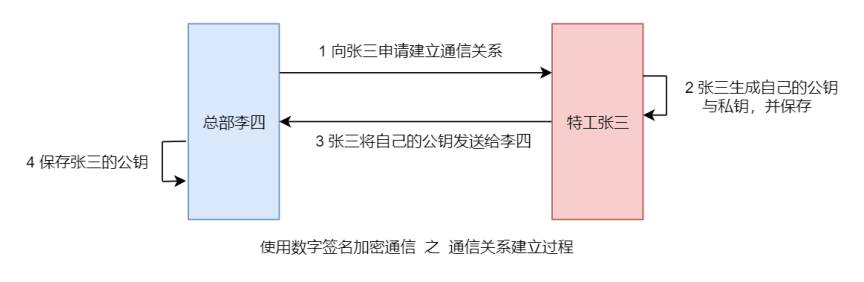 1 向张三申请建立通信关系
2 张三生成自己的公钥
与私钥，并保存
总部李四
特工张三
3 张三将自己的公钥发送给李四
4 保存张三的公钥
使用数字签名加密通信 之 通信关系建立过程